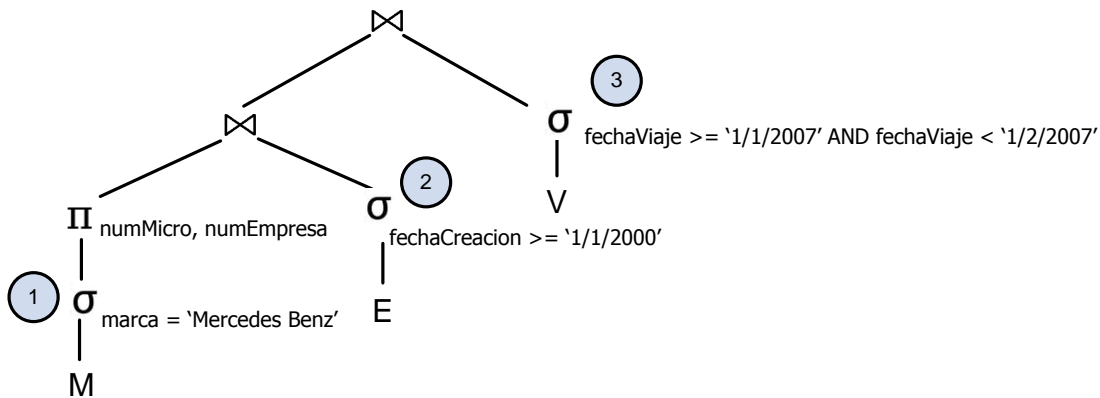 ⋈
3
σ fechaViaje >= ‘1/1/2007’ AND fechaViaje < ‘1/2/2007’
⋈
2
V
π numMicro, numEmpresa
σ fechaCreacion >= ‘1/1/2000’
1
σ marca = ‘Mercedes Benz’
E
M